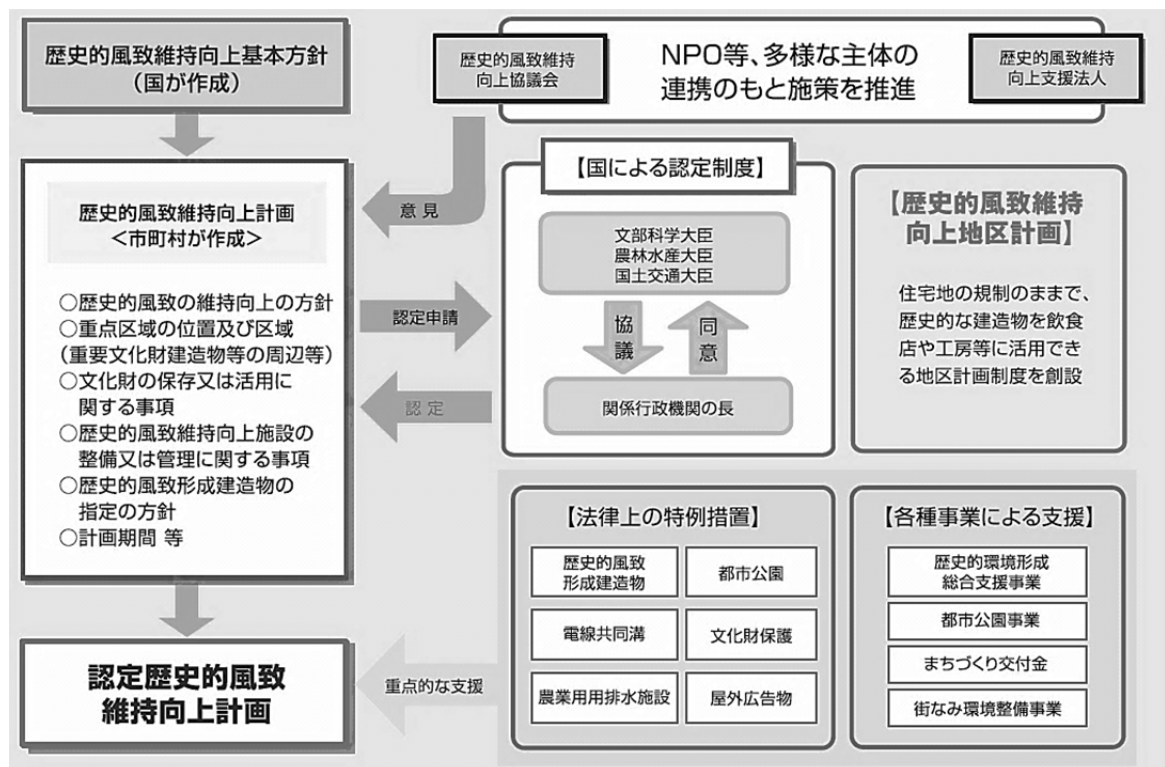 歴史的風致維持向上基本方針
（国が作成）
歴史的風致維持
向上協議会
NPO等、多様な主体の
連携のもと施策を推進
歴史的風致維持
向上支援法人
歴史的風致維持向上計画
＜市町村が作成＞
○歴史的風致の維持向上の方針
○重点区域の位置及び区域
（重要文化財建造物等の周辺等）
○文化財の保存又は活用に
関する事項
○歴史的風致維持向上施設の
整備又は管理に関する事項
○歴史的風致形成建造物の
指定の方針
○計画期間 等
意見
認定申請
認定
【国による認定制度】
文部科学大臣
農林水産大臣
国土交通大臣
協議
同意
関係行政機関の長
【歴史的風致維持
向上地区計画】
住宅地の規制のままで、
歴史的な建造物を飲食
店や工房等に活用でき
る地区計画制度を創設
認定歴史的風致
維持向上計画
重点的な支援
【法律上の特例措置】
歴史的風致
形成建造物
都市公園
電線共同溝
文化財保護
農業用用排水施設
屋外広告物
【各種事業による支援】
歴史的環境形成
総合支援事業
都市公園事業
まちづくり交付金
街なみ環境整備事業